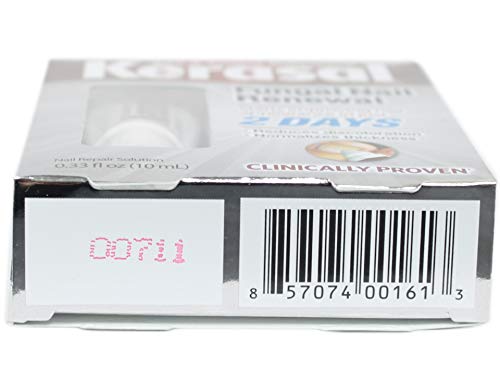 Kerasal
Fungal Nail
Renewal
2 DAYS
Reduces discoloration
Normalizes thickness
Nail Repair Solution
0.33 fl oz (10 mL)
CLINICALLY PROVEN
8 57074 00161 3